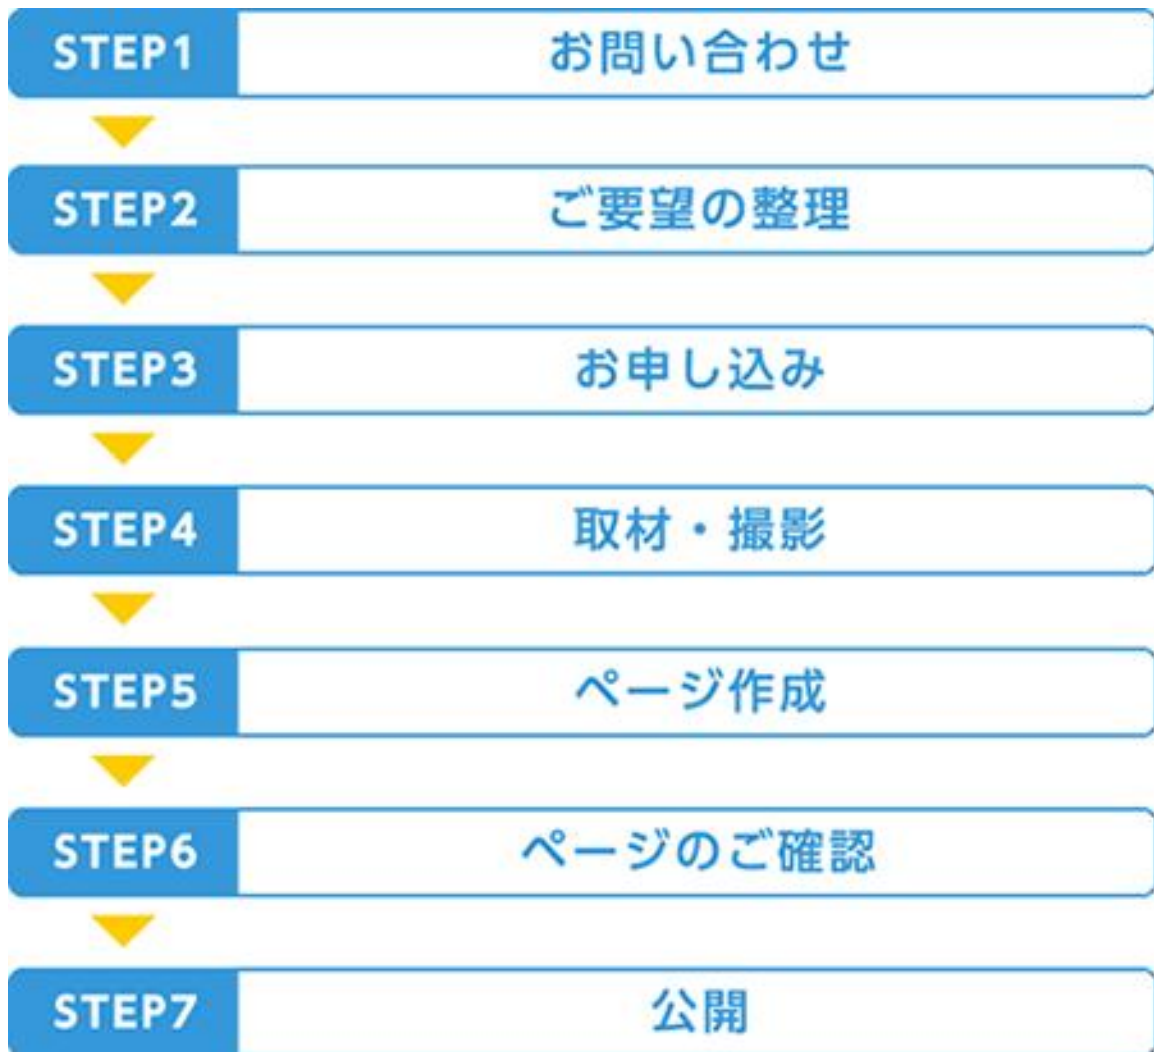 STEP1 お問い合わせ
STEP2 ご要望の整理
STEP3 お申し込み
STEP4 取材・撮影
STEP5 ページ作成
STEP6 ページのご確認
STEP7 公開